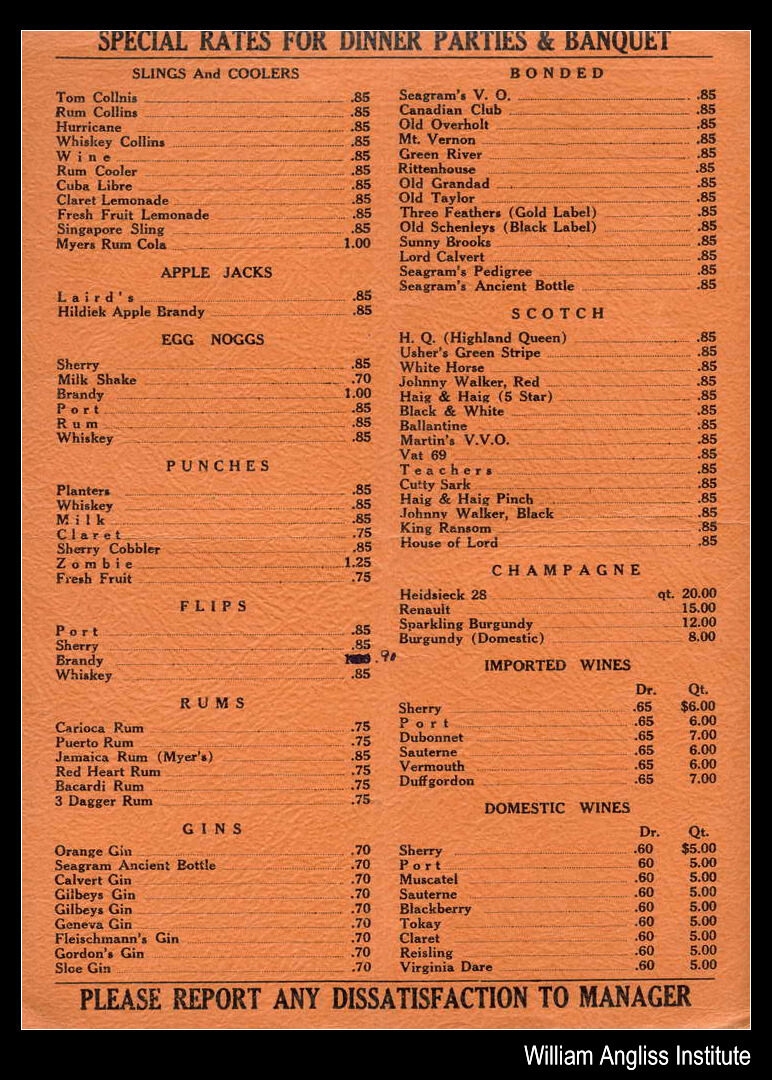 SPECIAL RATES FOR DINNER PARTIES & BANQUET
SLINGS And COOLERS
Tom Collnis .85
Rum Collins .85
Hurricane .85
Whiskey Collins .85
Wine .85
Rum Cooler .85
Cuba Libre .85
Claret Lemonade .85
Fresh Fruit Lemonade .85
Singapore Sling .85
Myers Rum Cola 1.00
APPLE JACKS
Laird's .85
Hildiek Apple Brandy .85
EGG NOGGS
Sherry .85
Milk Shake .70
Brandy 1.00
Port .85
Rum .85
Whiskey .85
PUNCHES
Planters .85
Whiskey .85
Milk .85
Claret .75
Sherry Cobbler .85
Zombie 1.25
Fresh Fruit .75
FLIPS
Port .85
Sherry .85
Brandy .90
Whiskey .85
RUMS
Carioca Rum .75
Puerto Rum .75
Jamaica Rum (Myer's) .85
Red Heart Rum .75
Bacardi Rum .75
3 Dagger Rum .75
GINS
Orange Gin .70
Seagram Ancient Bottle .70
Calvert Gin .70
Gilbeys Gin .70
Gilbeys Gin .70
Geneva Gin .70
Fleischmann's Gin .70
Gordon's Gin .70
Sloe Gin .70
BONDED
Seagram's V. O. .85
Canadian Club .85
Old Overholt .85
Mt. Vernon .85
Green River .85
Rittenhouse .85
Old Grandad .85
Old Taylor .85
Three Feathers (Gold Label) .85
Old Schenleys (Black Label) .85
Sunny Brooks .85
Lord Calvert .85
Seagram's Pedigree .85
Seagram's Ancient Bottle .85
SCOTCH
H. Q. (Highland Queen) .85
Usher's Green Stripe .85
White Horse .85
Johnny Walker, Red .85
Haig & Haig (5 Star) .85
Black & White .85
Ballantine .85
Martin's V.V.O. .85
Vat 69 .85
Teachers .85
Cutty Sark .85
Haig & Haig Pinch .85
Johnny Walker, Black .85
King Ransom .85
House of Lord .85
CHAMPAGNE
Heidsieck 28 qt. 20.00
Renault 15.00
Sparkling Burgundy 12.00
Burgundy (Domestic) 8.00
IMPORTED WINES
Dr. Qt.
Sherry .65 $6.00
Port .65 6.00
Dubonnet .65 7.00
Sauterne .65 6.00
Vermouth .65 6.00
Duffgordon .65 7.00
DOMESTIC WINES
Dr. Qt.
Sherry .60 $5.00
Port 60 5.00
Muscatel .60 5.00
Sauterne .60 5.00
Blackberry .60 5.00
Tokay .60 5.00
Claret .60 5.00
Reisling .60 5.00
Virginia Dare .60 5.00
PLEASE REPORT ANY DISSATISFACTION TO MANAGER
William Angliss Institute